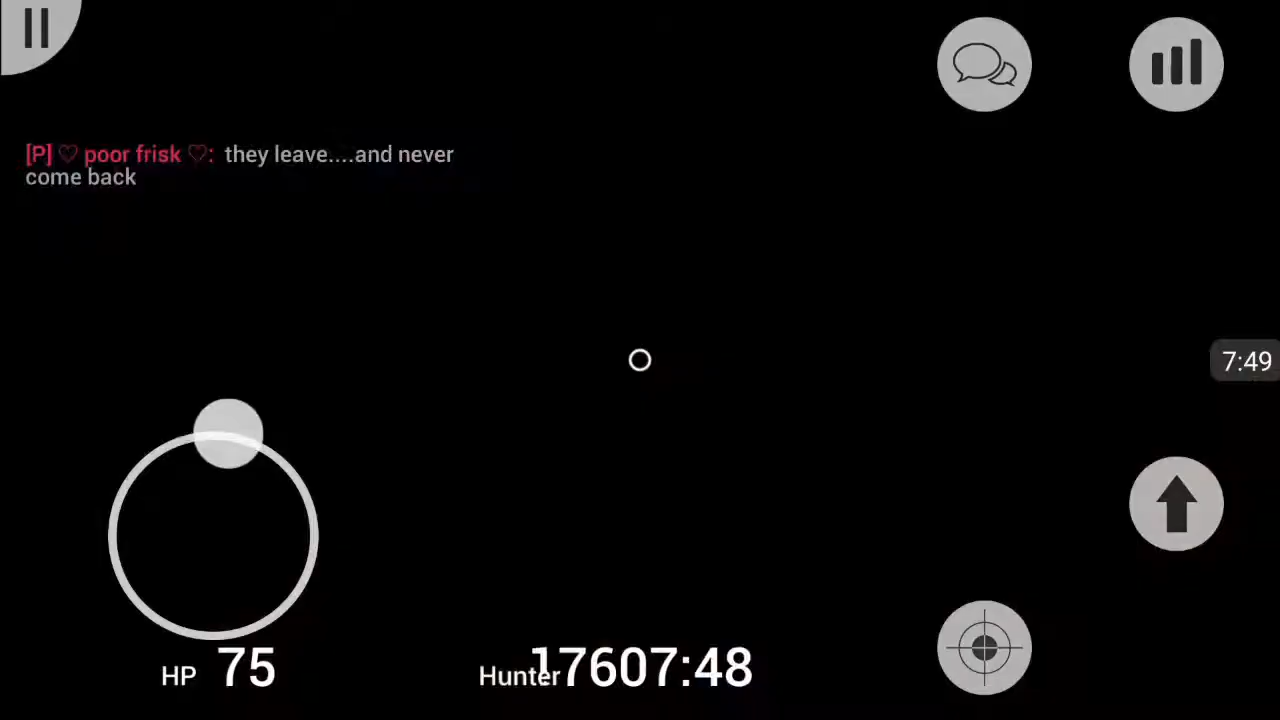 [P] ♡ poor frisk ♡: they leave....and never
come back
7:49
HP 75
Hunter 17607:48